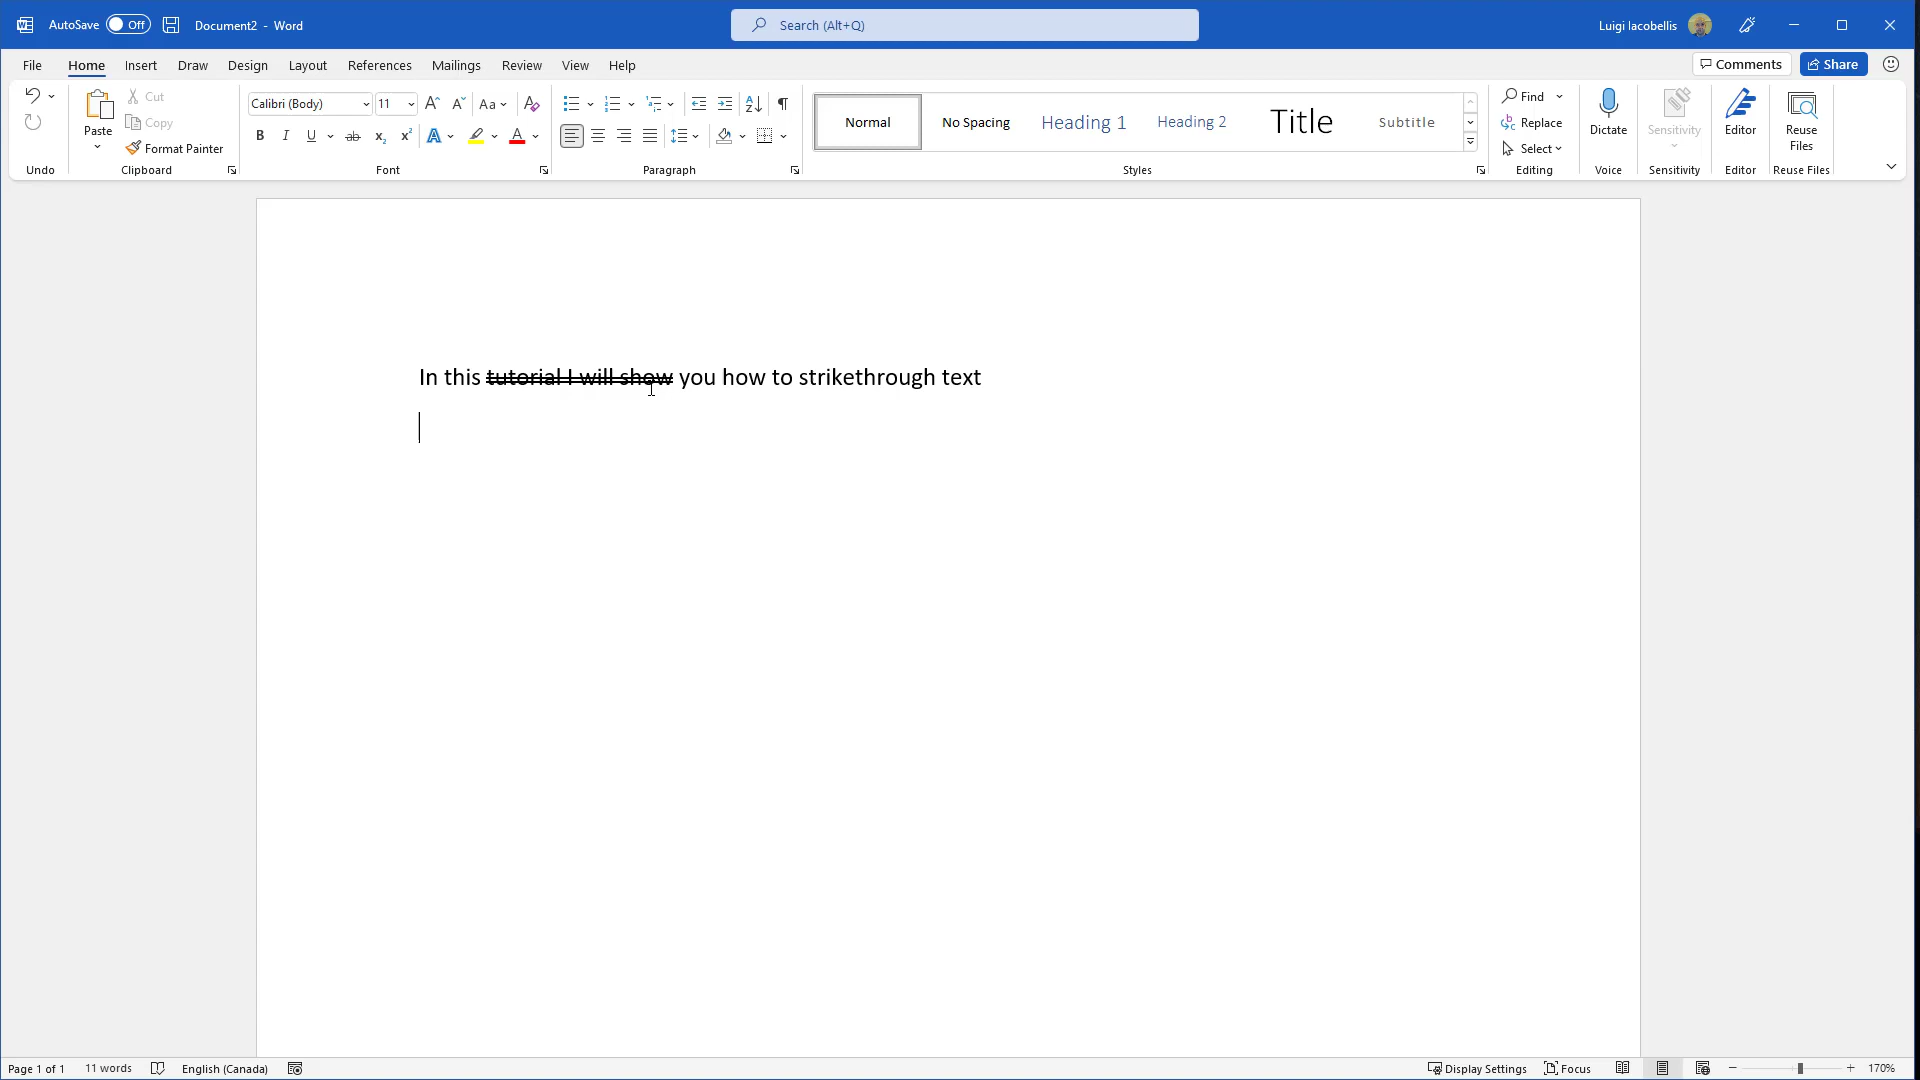 AutoSave Off Document2 - Word Search (Alt+Q) Luigi Iacobellis
File Home Insert Draw Design Layout References Mailings Review View Help Comments Share
Paste
Cut
Copy
Format Painter
Calibri (Body) 11 Aa
B I U ab x₂ x² A A
Normal No Spacing Heading 1 Heading 2 Title Subtitle
Find
Replace
Select
Dictate
Sensitivity
Editor
Reuse
Files
Undo Clipboard Font Paragraph Styles Editing Voice Sensitivity Editor Reuse Files
In this tutorial I will show you how to strikethrough text
Page 1 of 1 11 words English (Canada) Display Settings Focus 170%